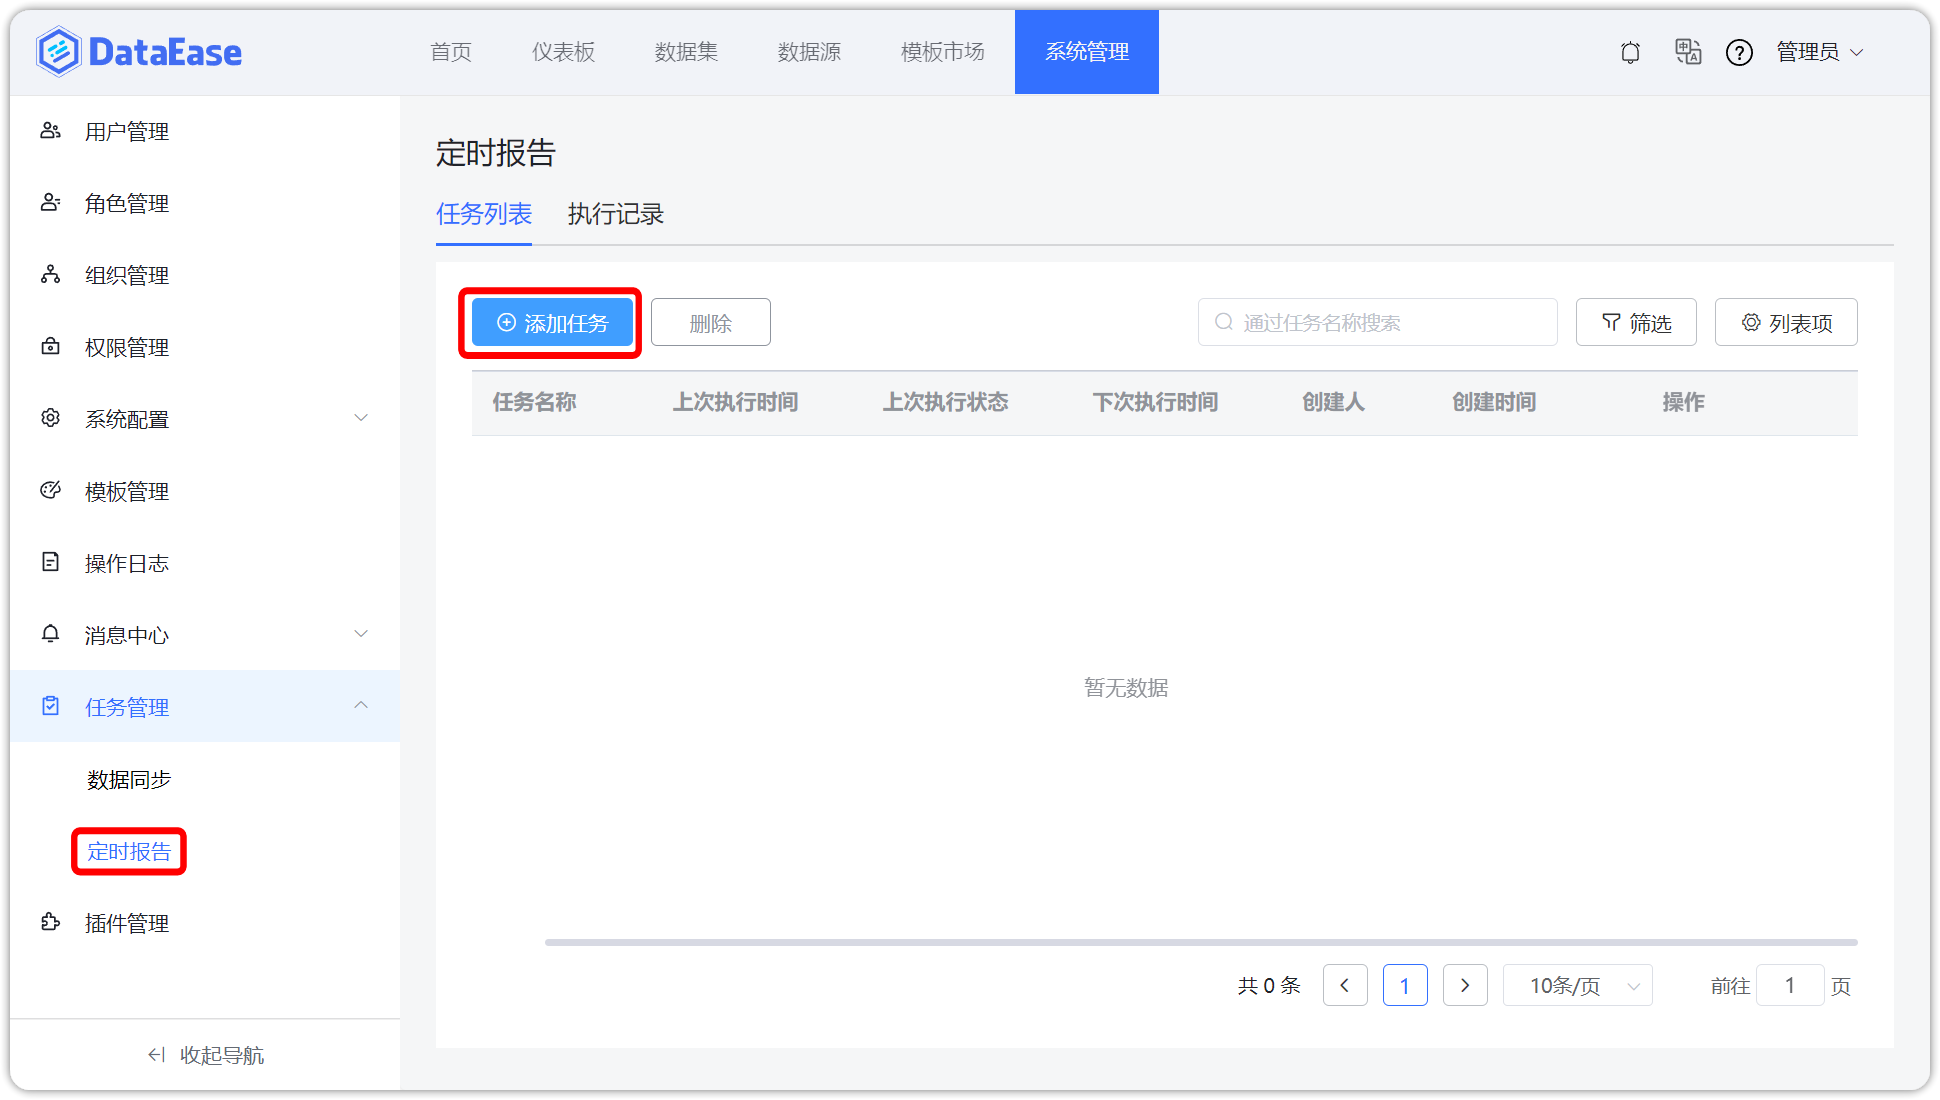 DataEase
首页
仪表板
数据集
数据源
模板市场
系统管理
管理员
用户管理
角色管理
组织管理
权限管理
系统配置
模板管理
操作日志
消息中心
任务管理
数据同步
定时报告
插件管理
收起导航
定时报告
任务列表
执行记录
添加任务
删除
通过任务名称搜索
筛选
列表项
任务名称
上次执行时间
上次执行状态
下次执行时间
创建人
创建时间
操作
暂无数据
共 0 条
1
10条/页
前往
1
页